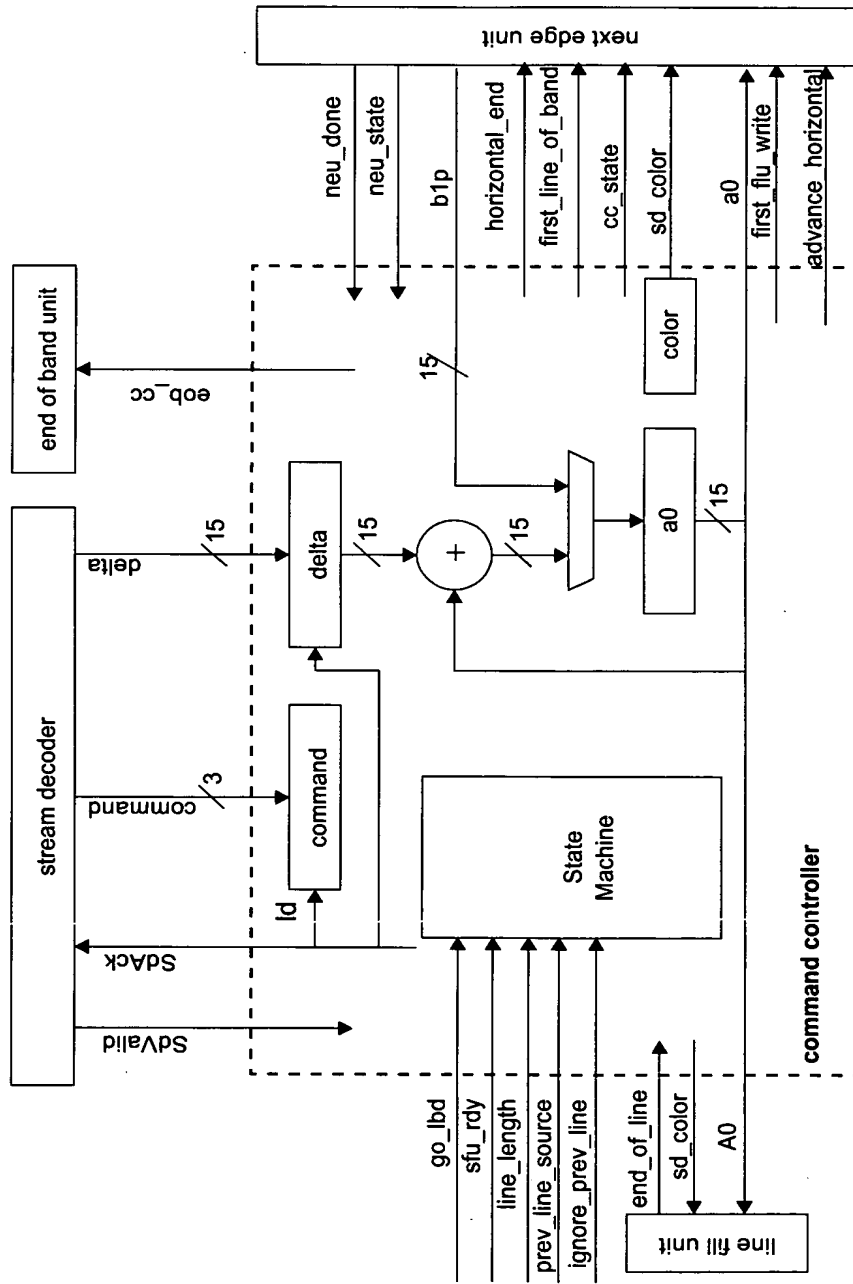 stream decoder
end of band unit
SdValid
SdAck
command
3
delta
15
eob_cc
ld
command
delta
15
+
15
15
a0
15
color
State
Machine
go_lbd
sfu_rdy
line_length
prev_line_source
ignore_prev_line
end_of_line
sd_color
A0
line fill unit
command controller
neu_done
neu_state
b1p
horizontal_end
first_line_of_band
cc_state
sd_color
a0
first_flu_write
advance_horizontal
next edge unit